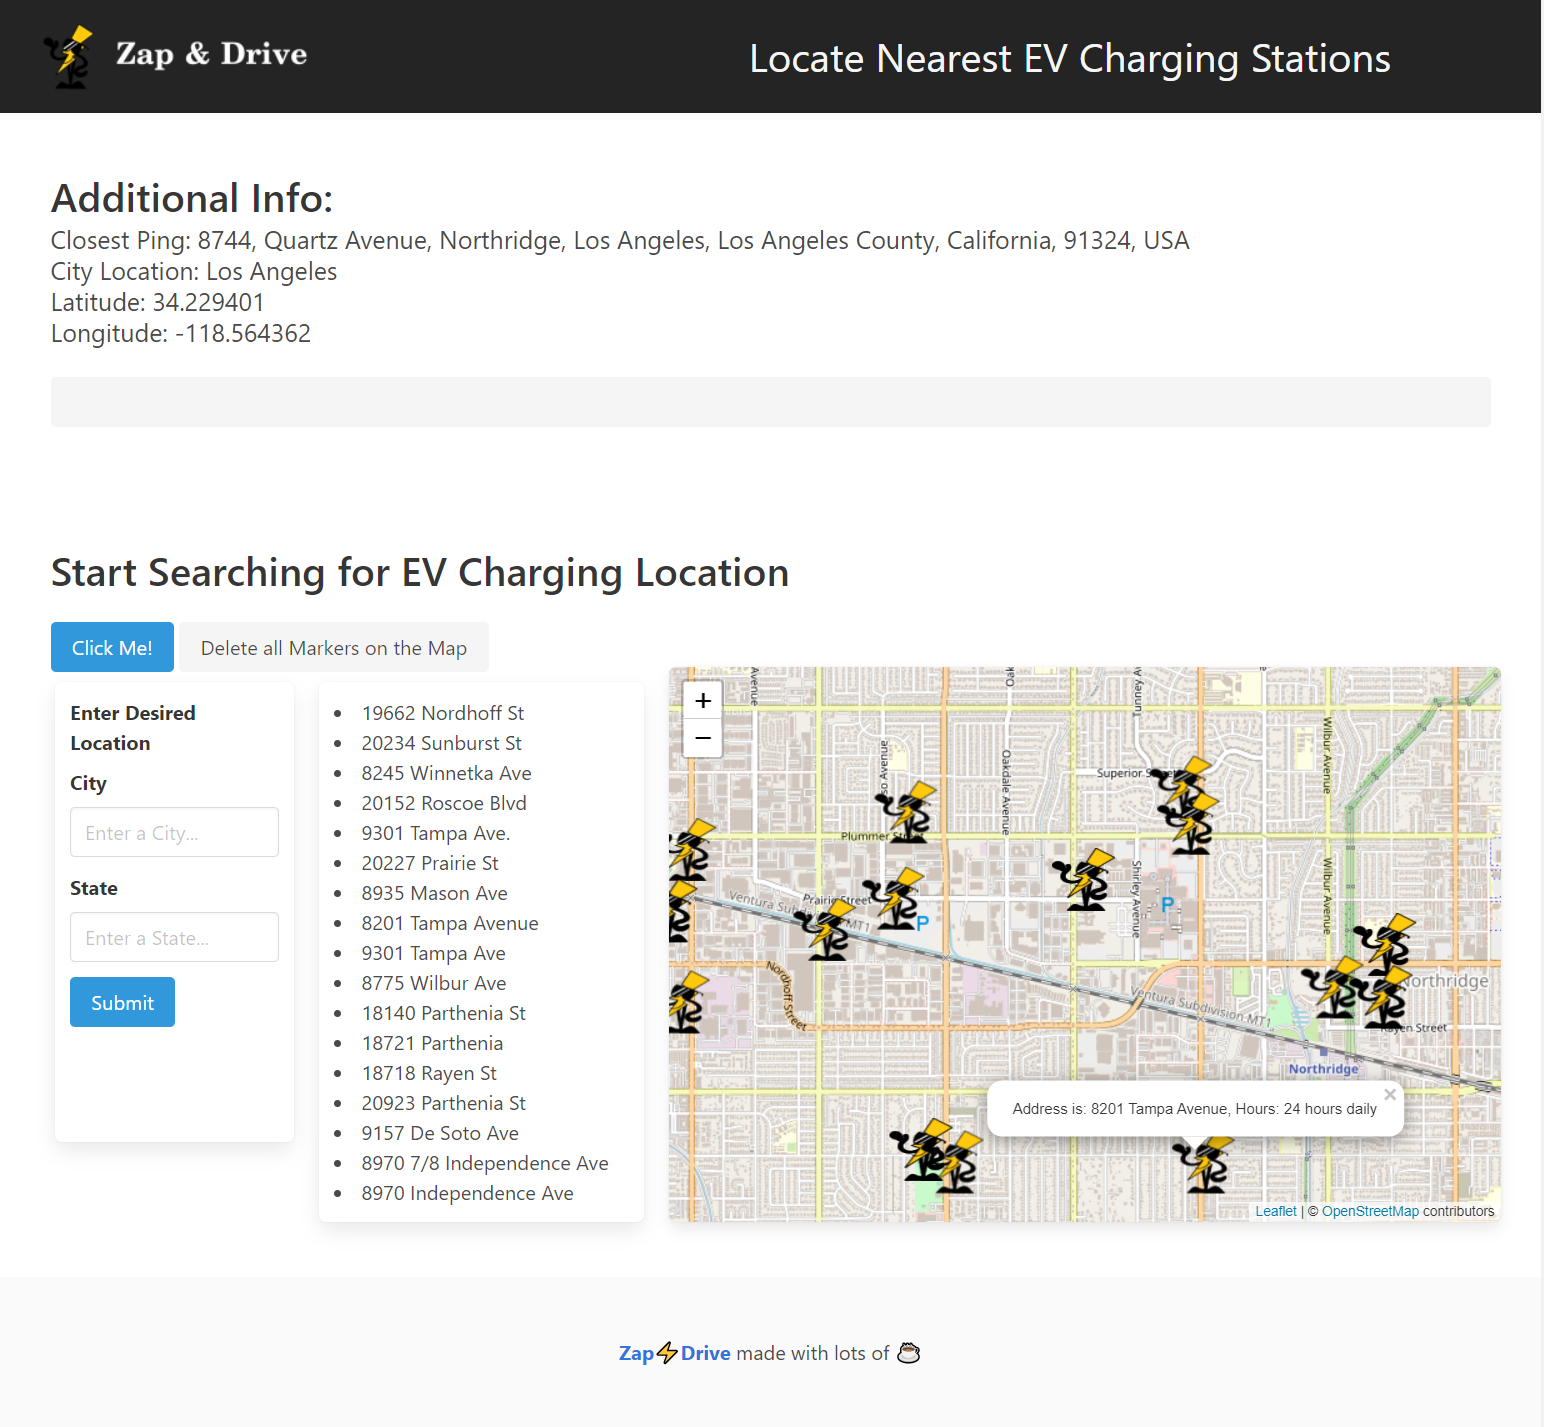 Zap & Drive
Locate Nearest EV Charging Stations
Additional Info:
Closest Ping: 8744, Quartz Avenue, Northridge, Los Angeles, Los Angeles County, California, 91324, USA
City Location: Los Angeles
Latitude: 34.229401
Longitude: -118.564362
Start Searching for EV Charging Location
Click Me!
Delete all Markers on the Map
Enter Desired
Location
City
Enter a City...
State
Enter a State...
Submit
19662 Nordhoff St
20234 Sunburst St
8245 Winnetka Ave
20152 Roscoe Blvd
9301 Tampa Ave.
20227 Prairie St
8935 Mason Ave
8201 Tampa Avenue
9301 Tampa Ave
8775 Wilbur Ave
18140 Parthenia St
18721 Parthenia
18718 Rayen St
20923 Parthenia St
9157 De Soto Ave
8970 7/8 Independence Ave
8970 Independence Ave
+
−
Avenue
Oakdale Avenue
Wilbur Avenue
Superior
Plummer
Shirley Avenue
Wilbur Avenue
Prairie Street
P
P
Ventura Subdivision MT1
Nordhoff Street
Ventura Subdivision MT1
Northridge
Rayen Street
Northridge
Address is: 8201 Tampa Avenue, Hours: 24 hours daily
×
Leaflet | © OpenStreetMap contributors
Zap⚡Drive made with lots of ☕